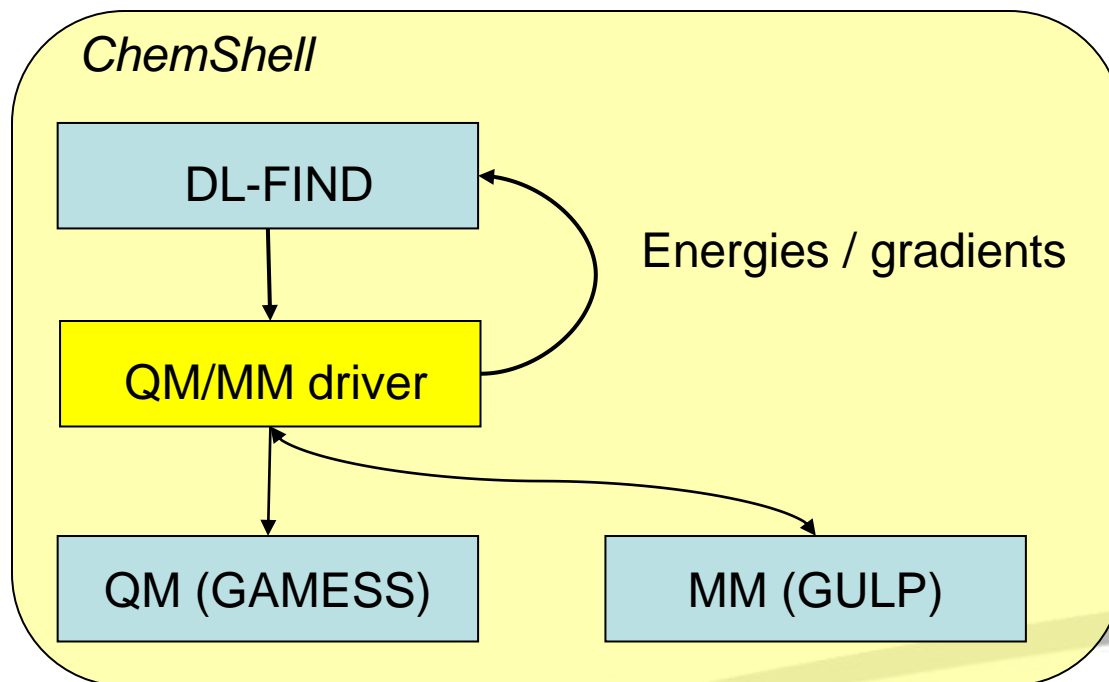 ChemShell
DL-FIND
Energies / gradients
QM/MM driver
QM (GAMESS)
MM (GULP)